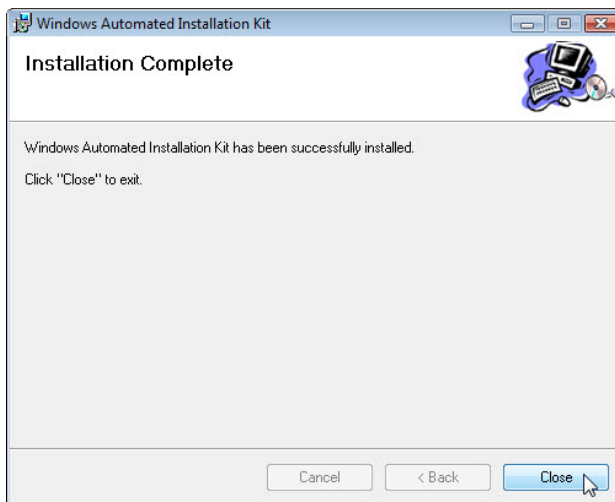 Windows Automated Installation Kit
Installation Complete
Windows Automated Installation Kit has been successfully installed.
Click "Close" to exit.
Cancel
< Back
Close